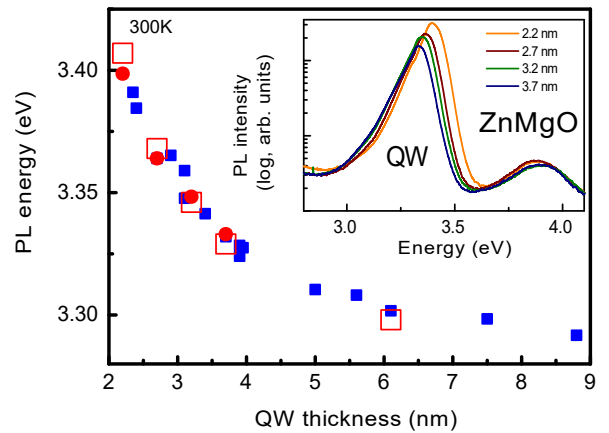 300K
3.40
3.35
3.30
PL energy (eV)
2 3 4 5 6 7 8 9
QW thickness (nm)
PL intensity
(log, arb. units)
2.2 nm
2.7 nm
3.2 nm
3.7 nm
ZnMgO
QW
3.0 3.5 4.0
Energy (eV)